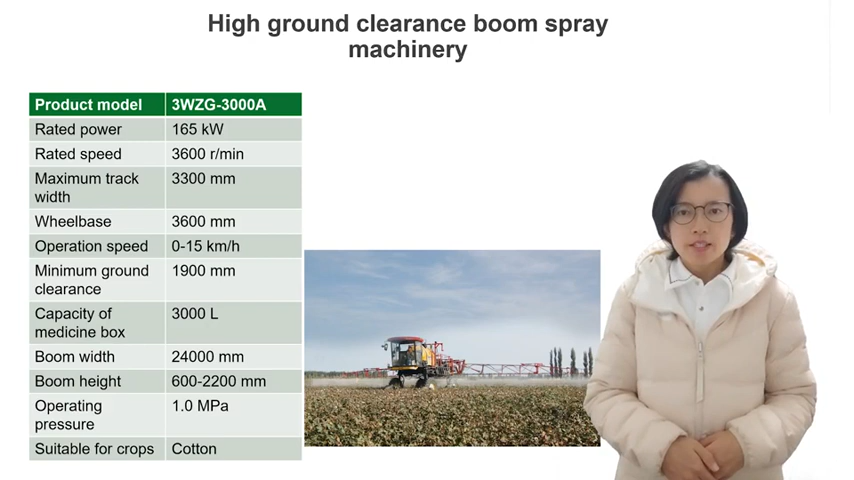 High ground clearance boom spray
machinery
Product model 3WZG-3000A
Rated power 165 kW
Rated speed 3600 r/min
Maximum track 3300 mm
width
Wheelbase 3600 mm
Operation speed 0-15 km/h
Minimum ground 1900 mm
clearance
Capacity of 3000 L
medicine box
Boom width 24000 mm
Boom height 600-2200 mm
Operating 1.0 MPa
pressure
Suitable for crops Cotton